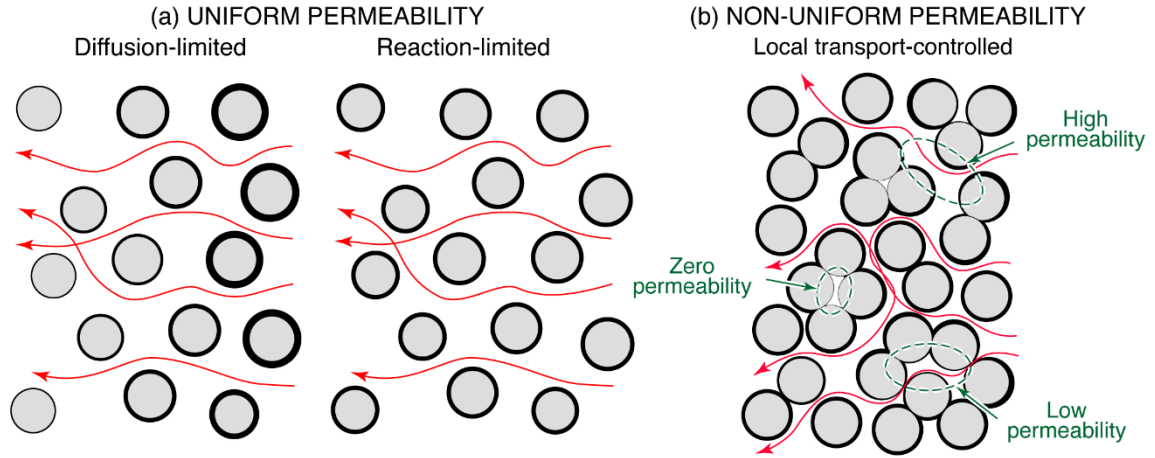 (a) UNIFORM PERMEABILITY
Diffusion-limited
Reaction-limited
(b) NON-UNIFORM PERMEABILITY
Local transport-controlled
High
permeability
Zero
permeability
Low
permeability